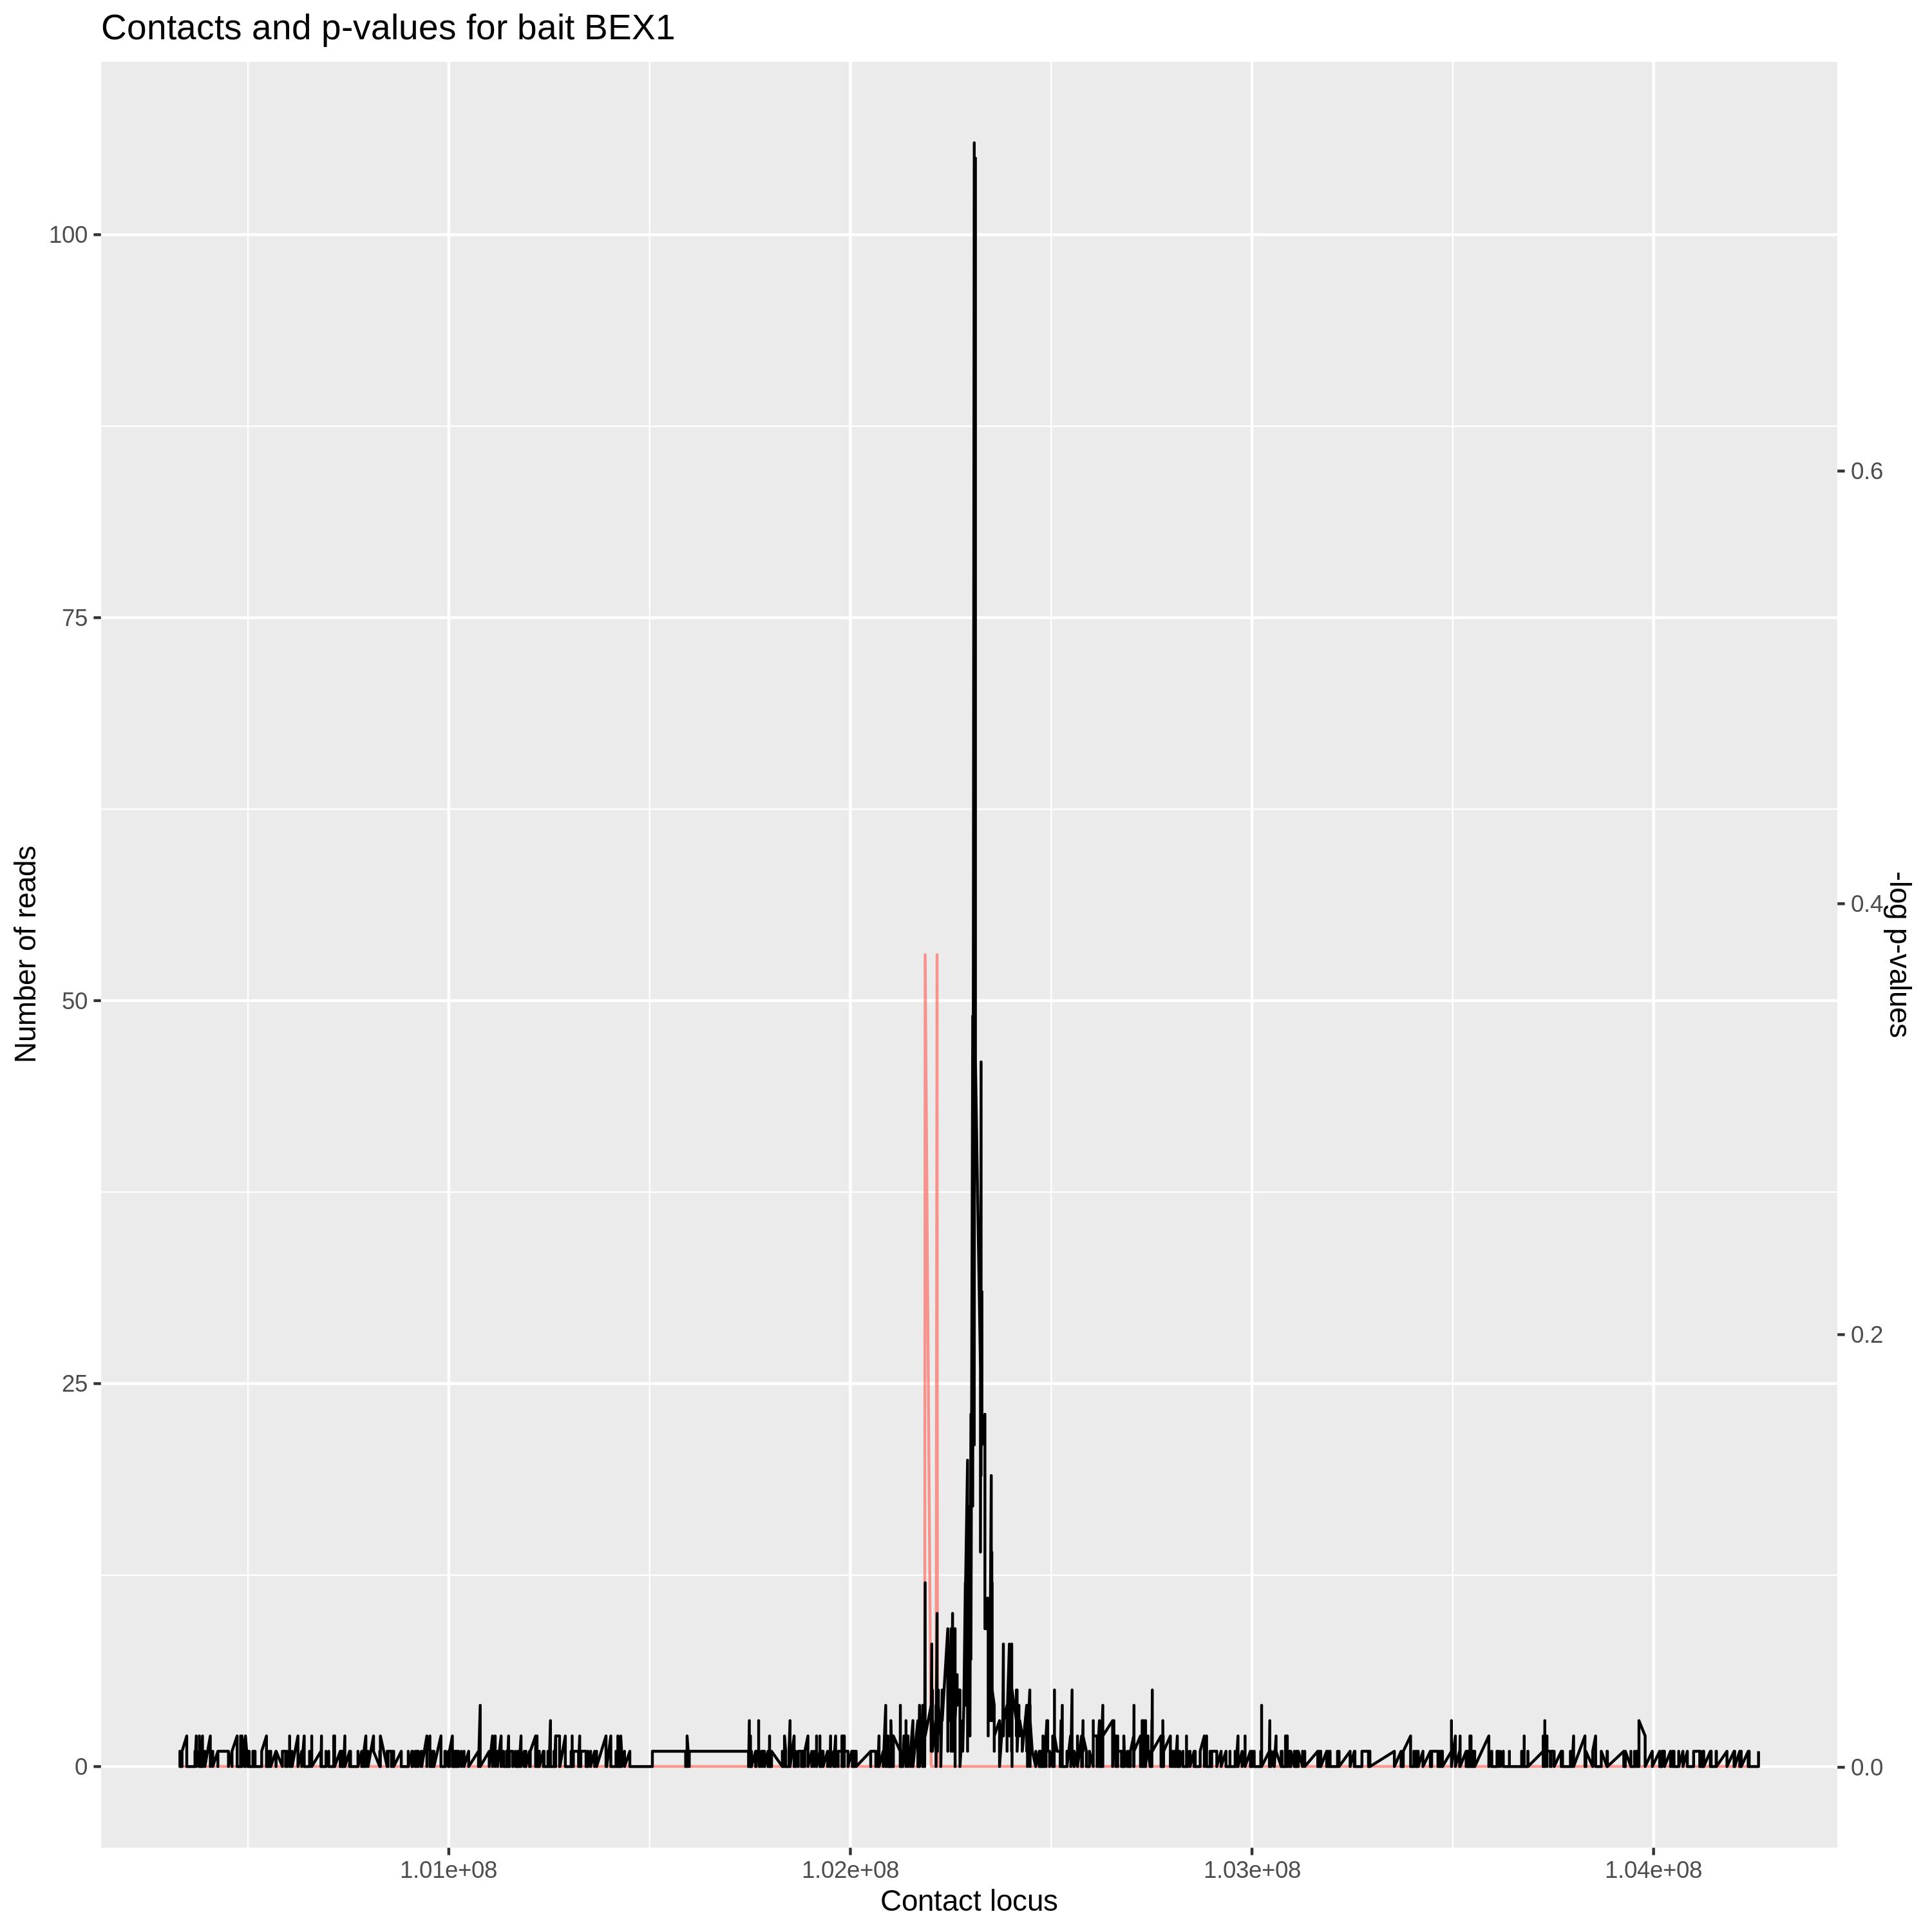 Contacts and p-values for bait BEX1
100
75
50
25
0
Number of reads
0.6
0.4
0.2
0.0
-log p-values
1.01e+08
1.02e+08
1.03e+08
1.04e+08
Contact locus